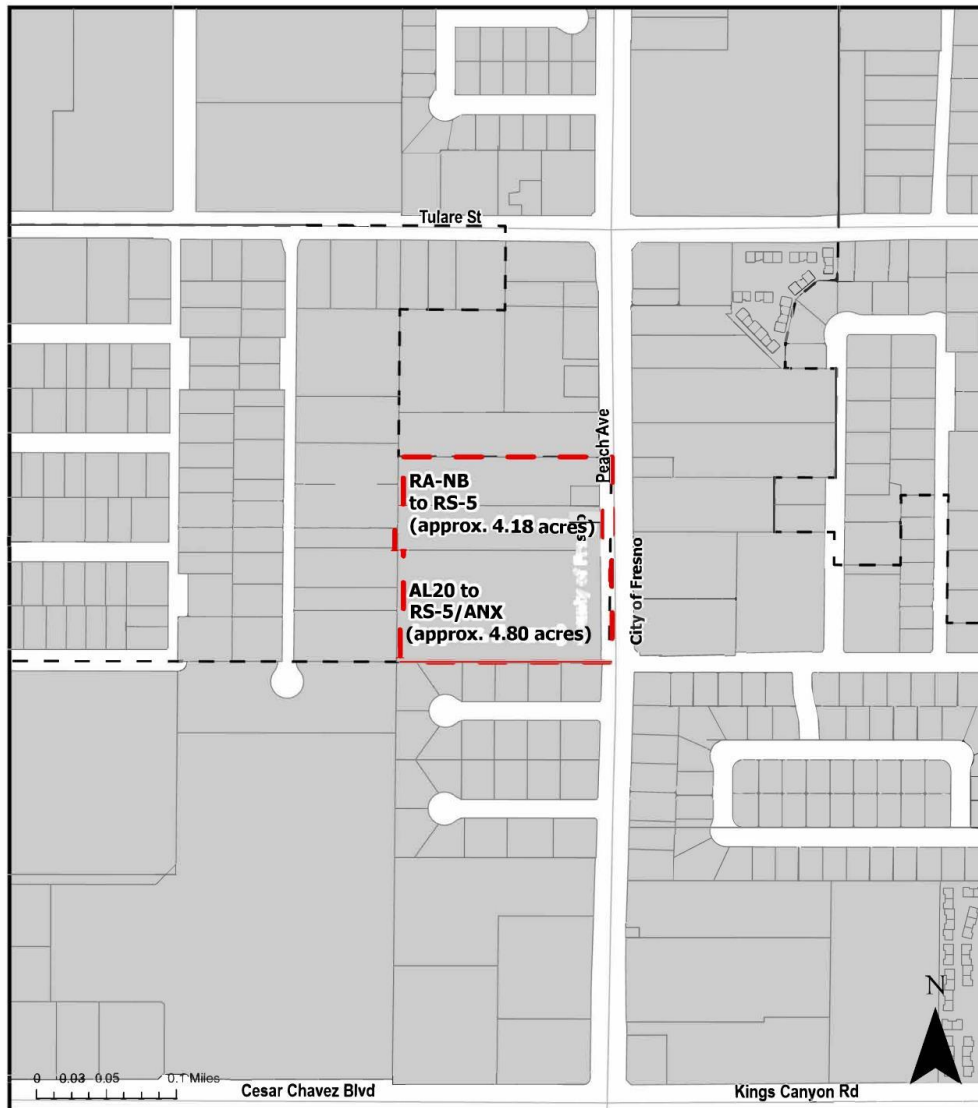 Tulare St
Peach Ave
RA-NB
to RS-5
(approx. 4.18 acres)
City of Fresno
AL20 to
RS-5/ANX
(approx. 4.80 acres)
N
0 0.03 0.05 0.1 Miles
Cesar Chavez Blvd
Kings Canyon Rd